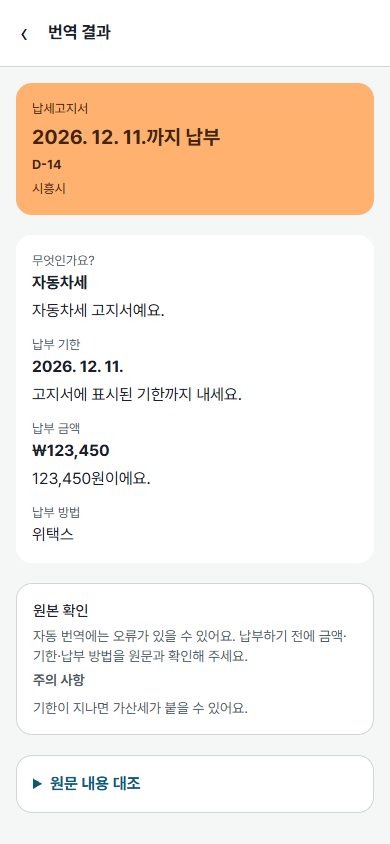 번역 결과
납세고지서
2026. 12. 11.까지 납부
D-14
시흥시
무엇인가요?
자동차세
자동차세 고지서예요.
납부 기한
2026. 12. 11.
고지서에 표시된 기한까지 내세요.
납부 금액
₩123,450
123,450원이에요.
납부 방법
위택스
원본 확인
자동 번역에는 오류가 있을 수 있어요. 납부하기 전에 금액·
기한·납부 방법을 원문과 확인해 주세요.
주의 사항
기한이 지나면 가산세가 붙을 수 있어요.
원문 내용 대조